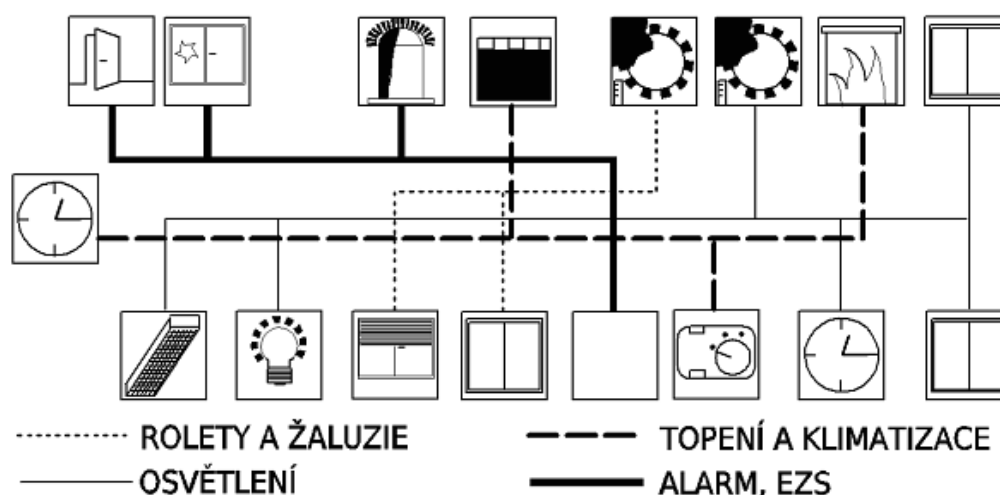 ROLETY A ŽALUZIE
TOPENÍ A KLIMATIZACE
OSVĚTLENÍ
ALARM, EZS